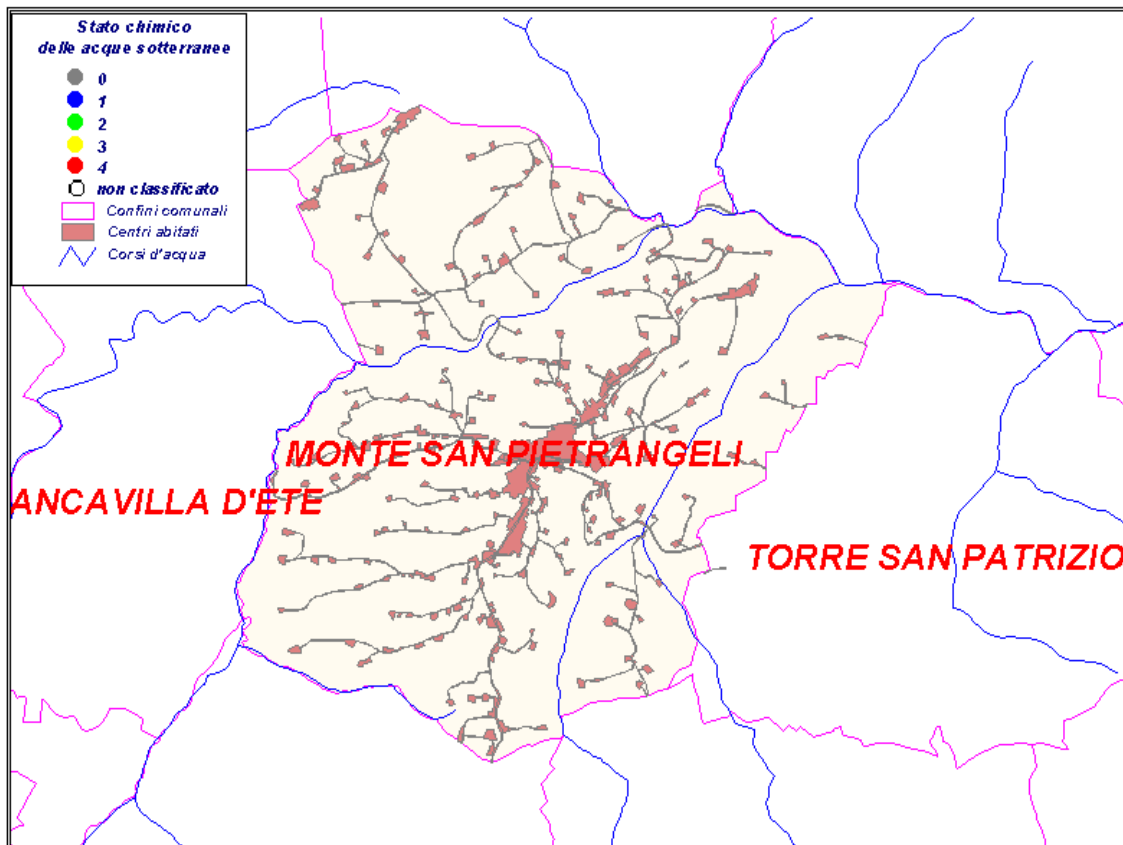 Stato chimico
delle acque sotterranee
0
1
2
3
4
non classificato
Confini comunali
Centri abitati
Corsi d'acqua
MONTE SAN PIETRANGELI
ANCAVILLA D'ETE
TORRE SAN PATRIZIO